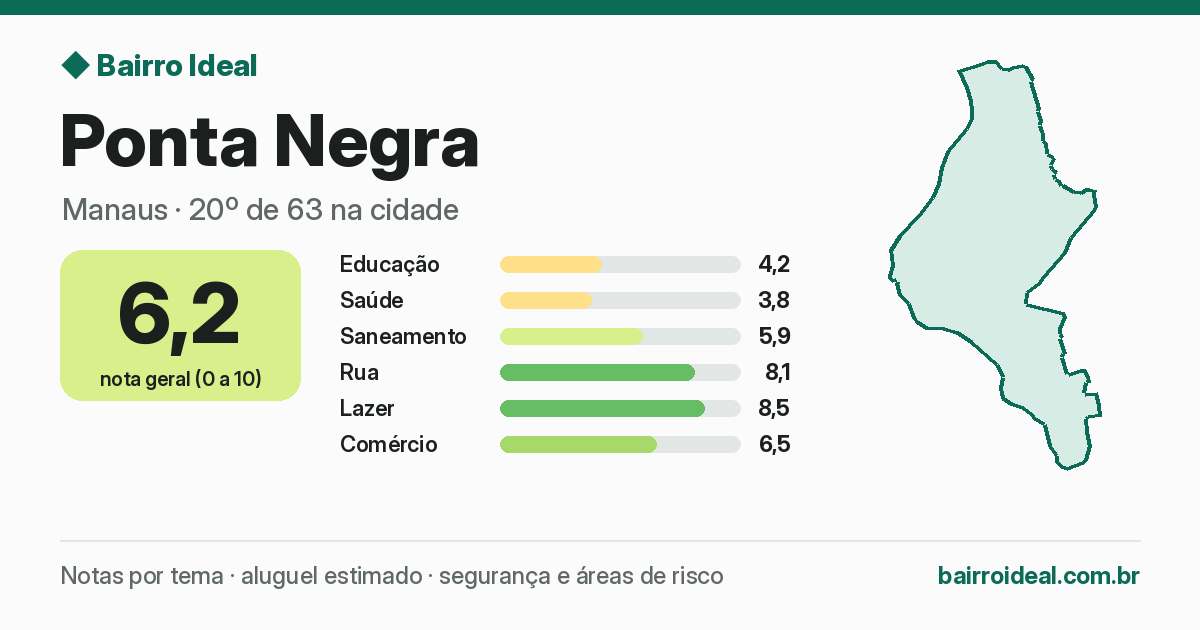 Bairro Ideal
Ponta Negra
Manaus · 20º de 63 na cidade
6,2
nota geral (0 a 10)
Educação 4,2
Saúde 3,8
Saneamento 5,9
Rua 8,1
Lazer 8,5
Comércio 6,5
Notas por tema · aluguel estimado · segurança e áreas de risco
bairroideal.com.br